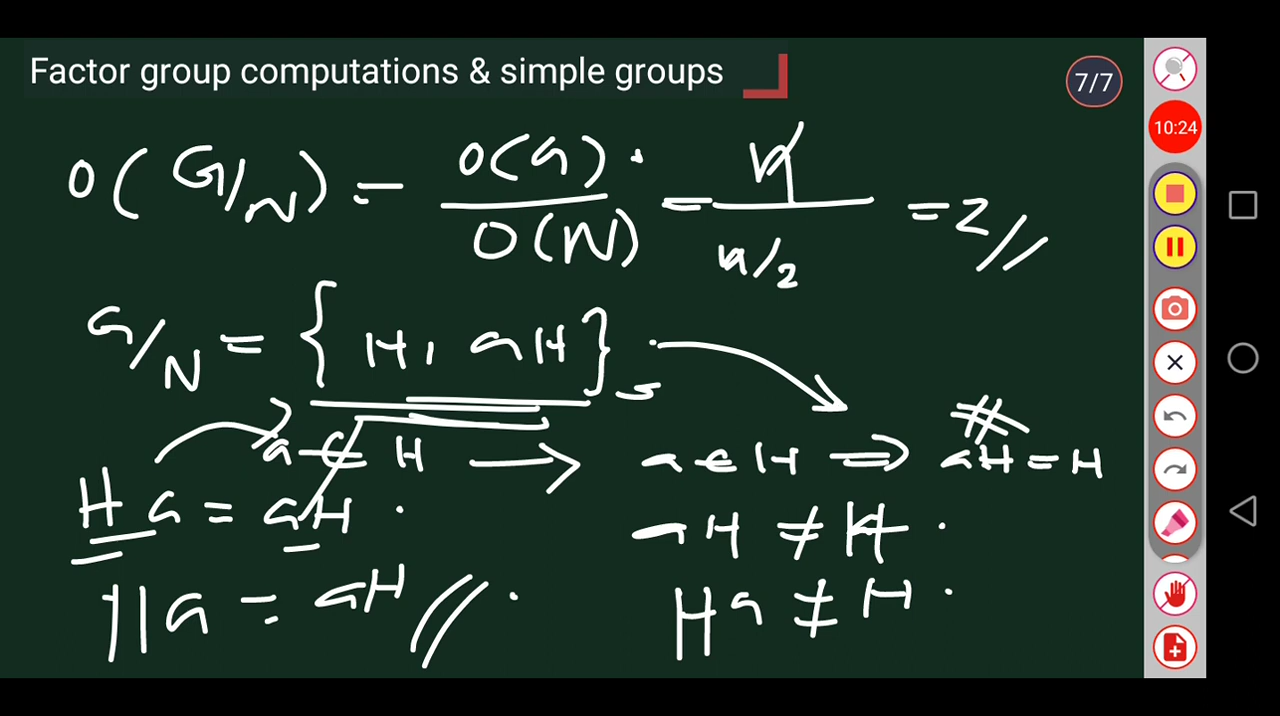 Factor group computations & simple groups
7/7
10:24
O(G/N) = O(G) / O(N) = n / n/2 = 2 //
G/N = {H, aH}
a ∉ H → a ∈ H ⇒ aH = H
Ha = aH. aH ≠ H.
Ha = aH //. Ha ≠ H.